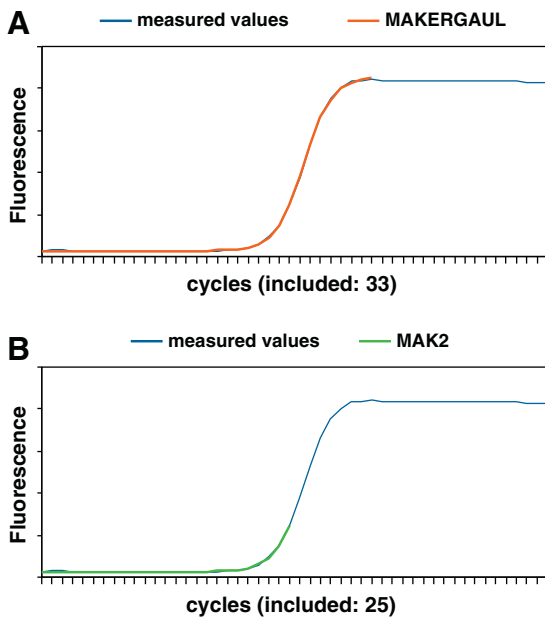 A
measured values MAKERGAUL
Fluorescence
cycles (included: 33)
B
measured values MAK2
Fluorescence
cycles (included: 25)